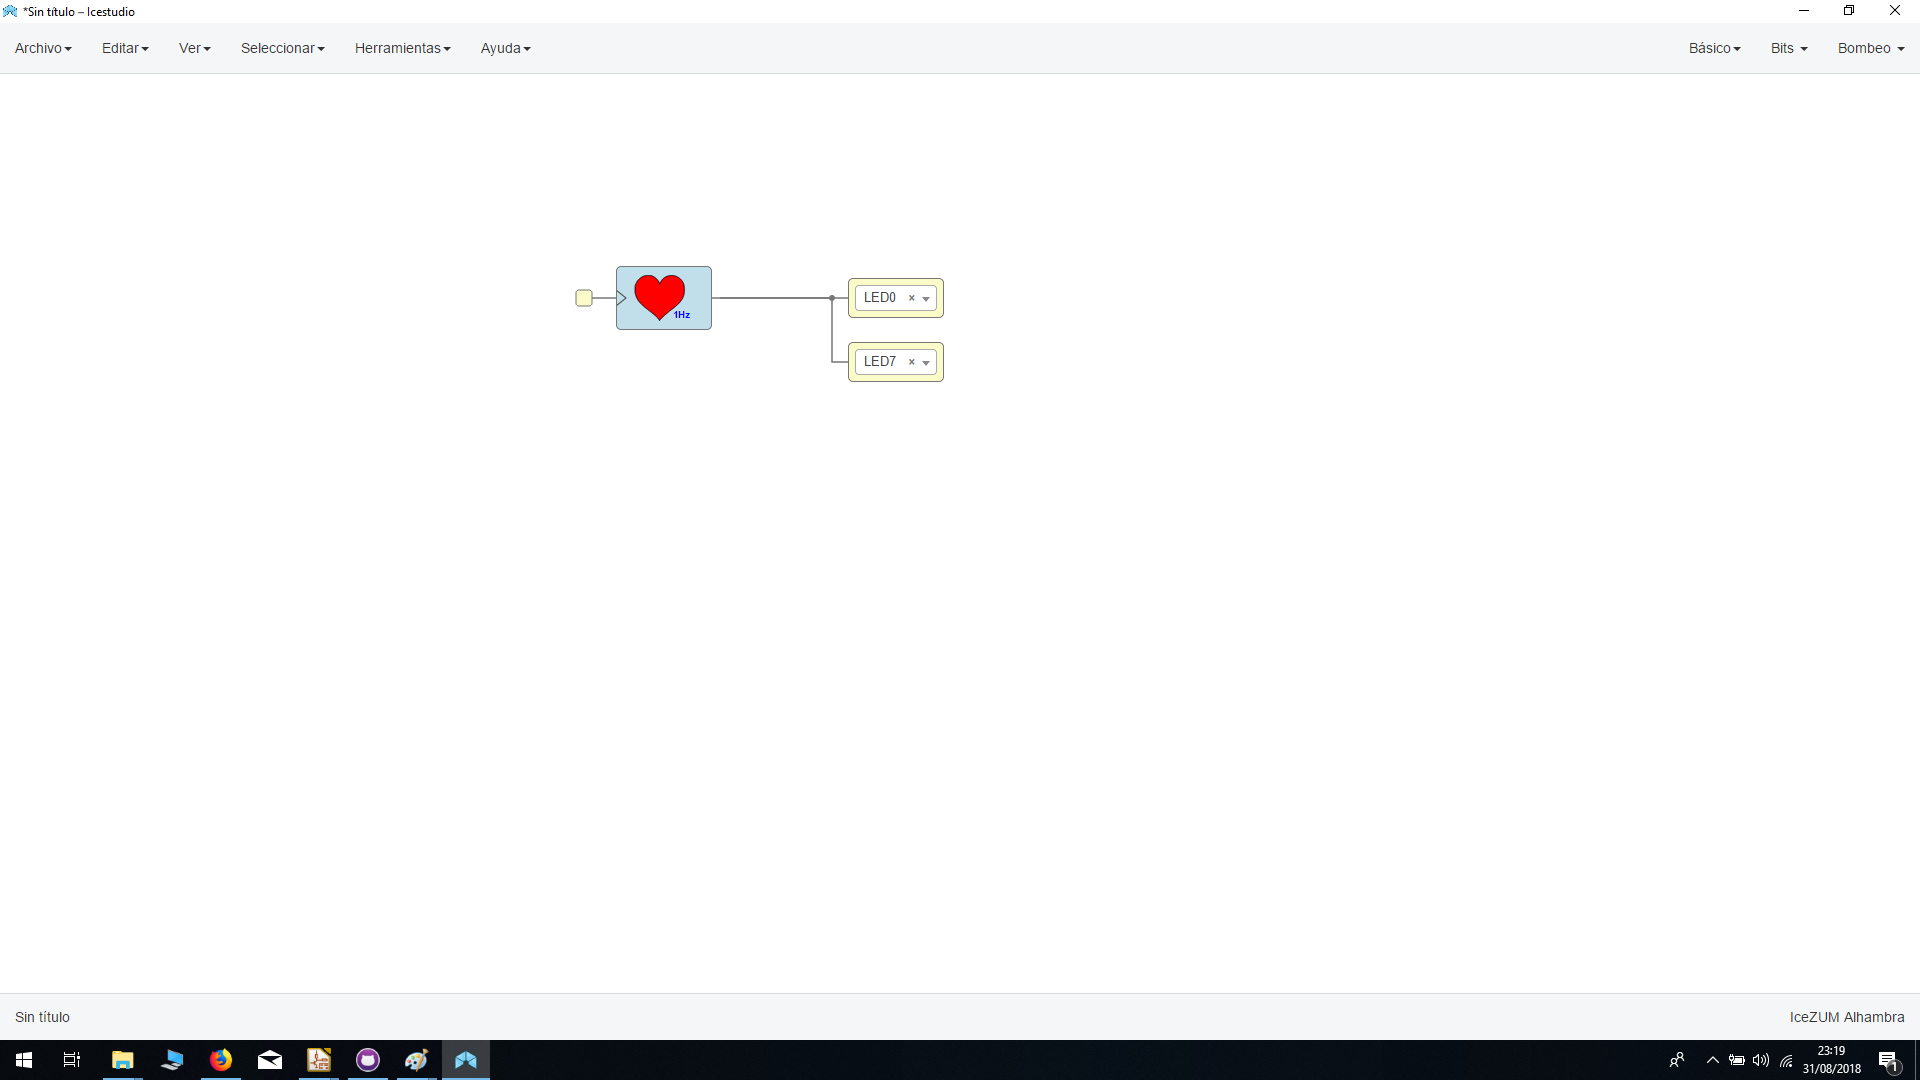 *Sin título – Icestudio
Archivo Editar Ver Seleccionar Herramientas Ayuda Básico Bits Bombeo
1Hz
LED0 ×
LED7 ×
Sin título IceZUM Alhambra
23:19
31/08/2018
1